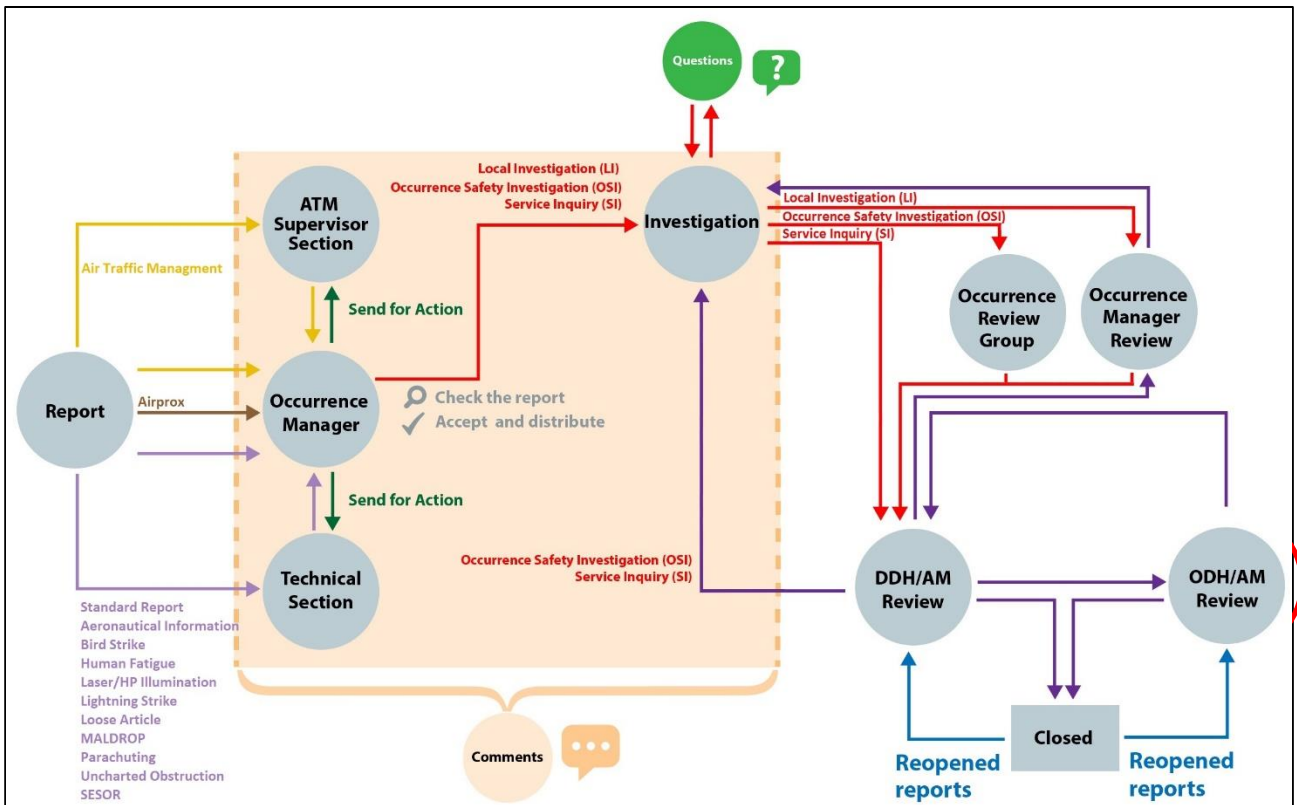 Questions
?
Local Investigation (LI)
Occurrence Safety Investigation (OSI)
Service Inquiry (SI)
ATM
Supervisor
Section
Investigation
Local Investigation (LI)
Occurrence Safety Investigation (OSI)
Service Inquiry (SI)
Air Traffic Managment
Send for Action
Occurrence
Review
Group
Occurrence
Manager
Review
Report
Airprox
Occurrence
Manager
Check the report
Accept and distribute
Send for Action
Technical
Section
Occurrence Safety Investigation (OSI)
Service Inquiry (SI)
DDH/AM
Review
ODH/AM
Review
Standard Report
Aeronautical Information
Bird Strike
Human Fatigue
Laser/HP Illumination
Lightning Strike
Loose Article
MALDROP
Parachuting
Uncharted Obstruction
SESOR
Comments
Closed
Reopened
reports
Reopened
reports